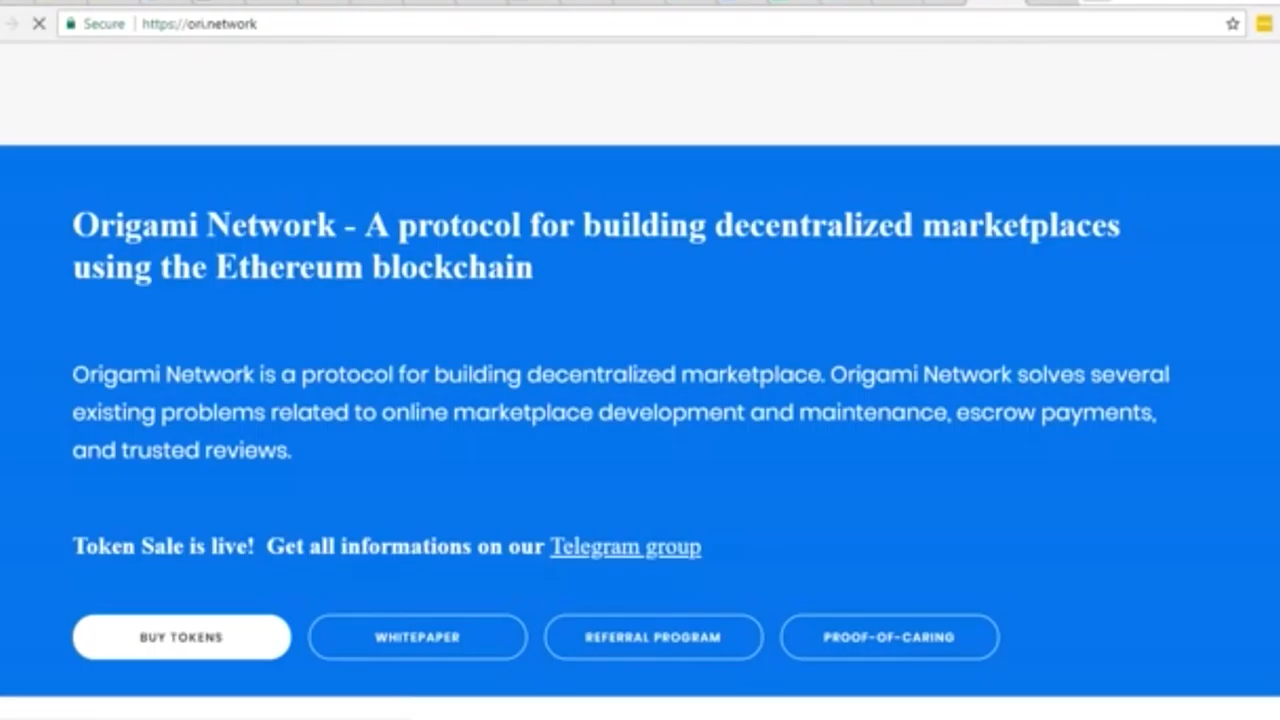 Secure
https://ori.network
Origami Network - A protocol for building decentralized marketplaces
using the Ethereum blockchain
Origami Network is a protocol for building decentralized marketplace. Origami Network solves several
existing problems related to online marketplace development and maintenance, escrow payments,
and trusted reviews.
Token Sale is live! Get all informations on our Telegram group
BUY TOKENS
WHITEPAPER
REFERRAL PROGRAM
PROOF-OF-CARING